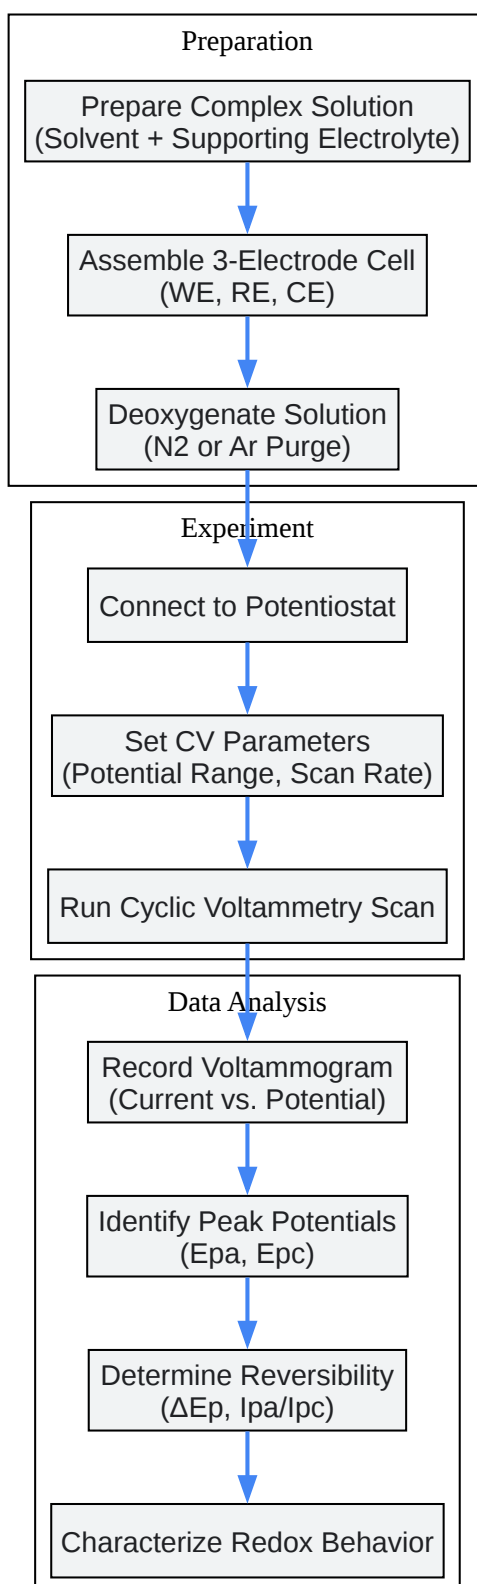 Preparation
Prepare Complex Solution
(Solvent + Supporting Electrolyte)
Assemble 3-Electrode Cell
(WE, RE, CE)
Deoxygenate Solution
(N2 or Ar Purge)
Experiment
Connect to Potentiostat
Set CV Parameters
(Potential Range, Scan Rate)
Run Cyclic Voltammetry Scan
Data Analysis
Record Voltammogram
(Current vs. Potential)
Identify Peak Potentials
(Epa, Epc)
Determine Reversibility
(ΔEp, Ipa/Ipc)
Characterize Redox Behavior